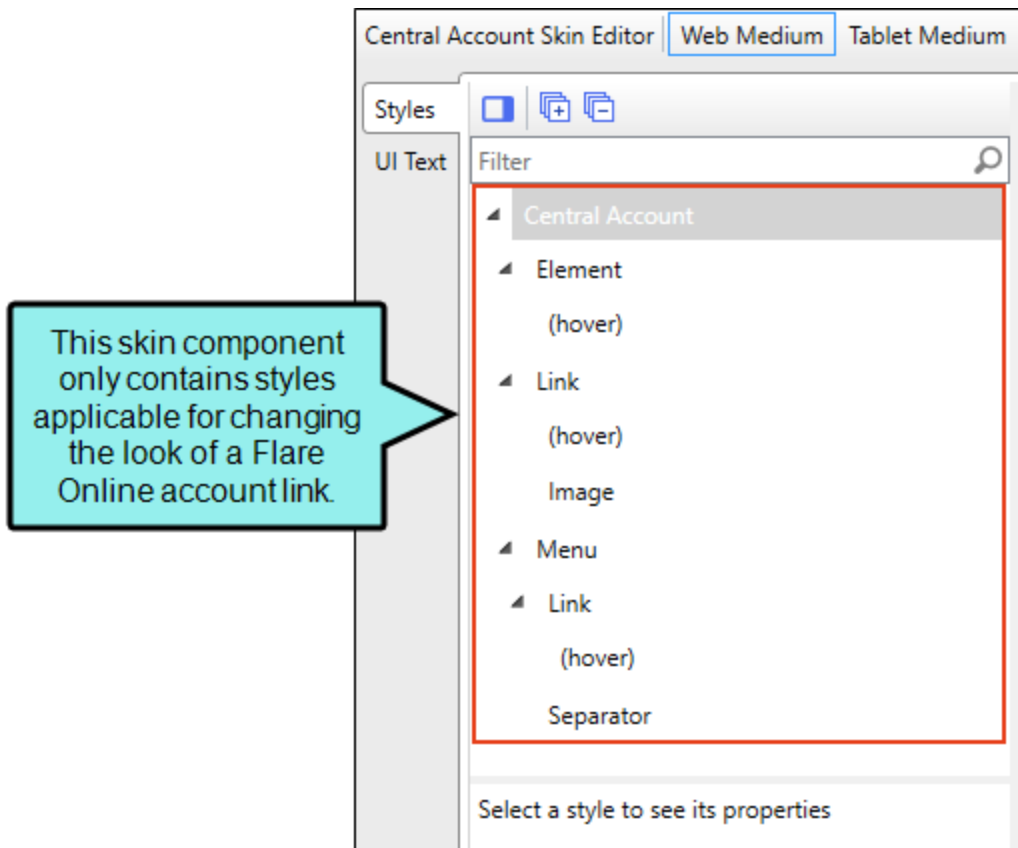 Central Account Skin Editor Web Medium Tablet Medium
Styles
UI Text
Filter
Central Account
Element
(hover)
Link
(hover)
Image
Menu
Link
(hover)
Separator
Select a style to see its properties
This skin component
only contains styles
applicable for changing
the look of a Flare
Online account link.